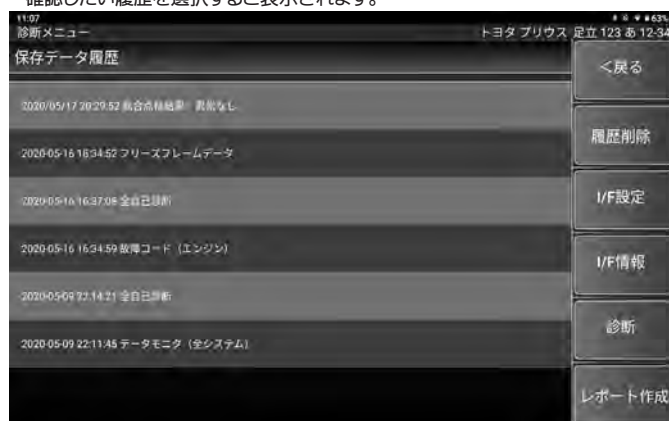 確認したい履歴を選択すると表示されます。
11:07
63%
診断メニュー
トヨタ プリウス 足立 123 あ 12-34
保存データ履歴
<戻る
2020/05/17 20:29:52 総合点検結果 異常なし
履歴削除
2020-05-16 16:34:52 フリーズフレームデータ
I/F設定
2020-05-16 16:37:08 全自己診断
2020-05-16 16:34:59 故障コード（エンジン）
I/F情報
2020-05-09 22:14:21 全自己診断
診断
2020-05-09 22:11:45 データモニタ（全システム）
レポート作成